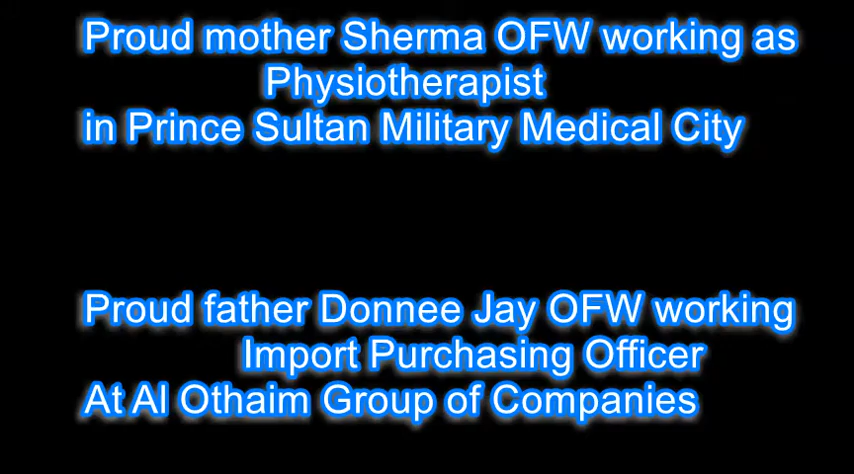 Proud mother Sherma OFW working as
Physiotherapist
in Prince Sultan Military Medical City
Proud father Donnee Jay OFW working
Import Purchasing Officer
At Al Othaim Group of Companies